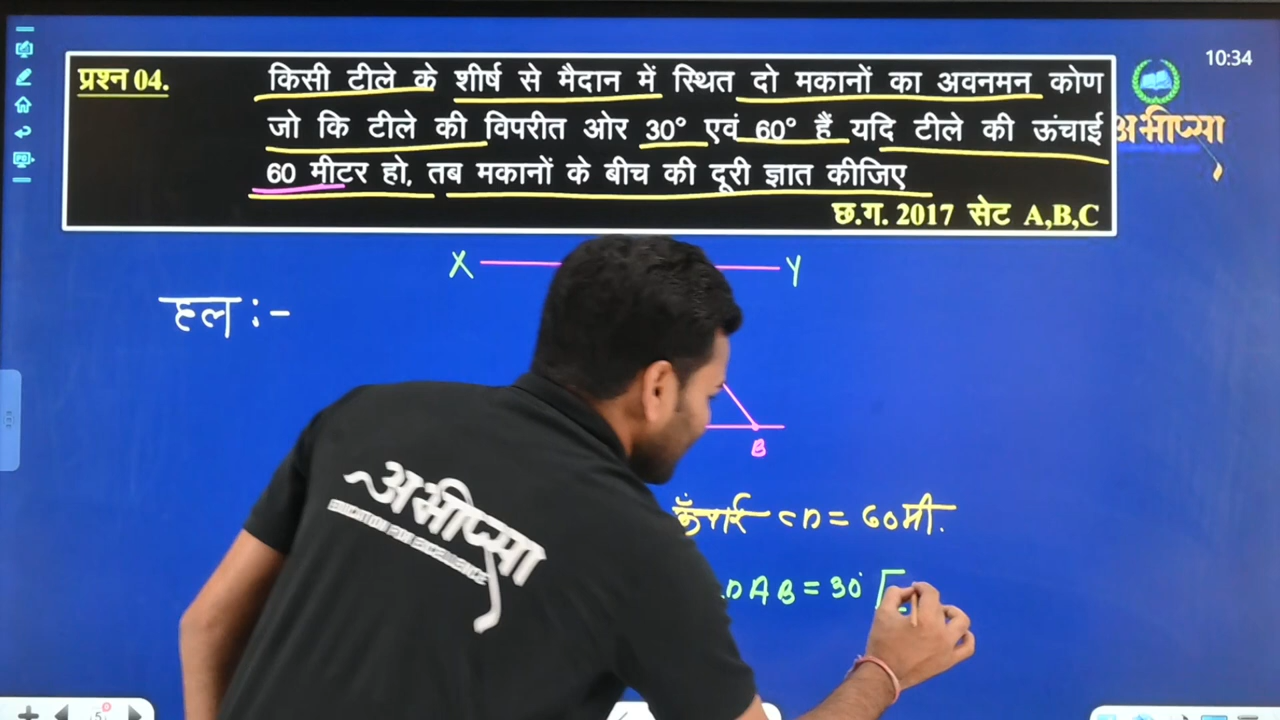 10:34
प्रश्न 04. किसी टीले के शीर्ष से मैदान में स्थित दो मकानों का अवनमन कोण
जो कि टीले की विपरीत ओर 30° एवं 60° हैं यदि टीले की ऊंचाई
60 मीटर हो, तब मकानों के बीच की दूरी ज्ञात कीजिए
छ.ग. 2017 सेट A,B,C
अभीप्सा
X Y
हल :-
B
CD = 60मी.
DAB = 30°
अभीप्सा